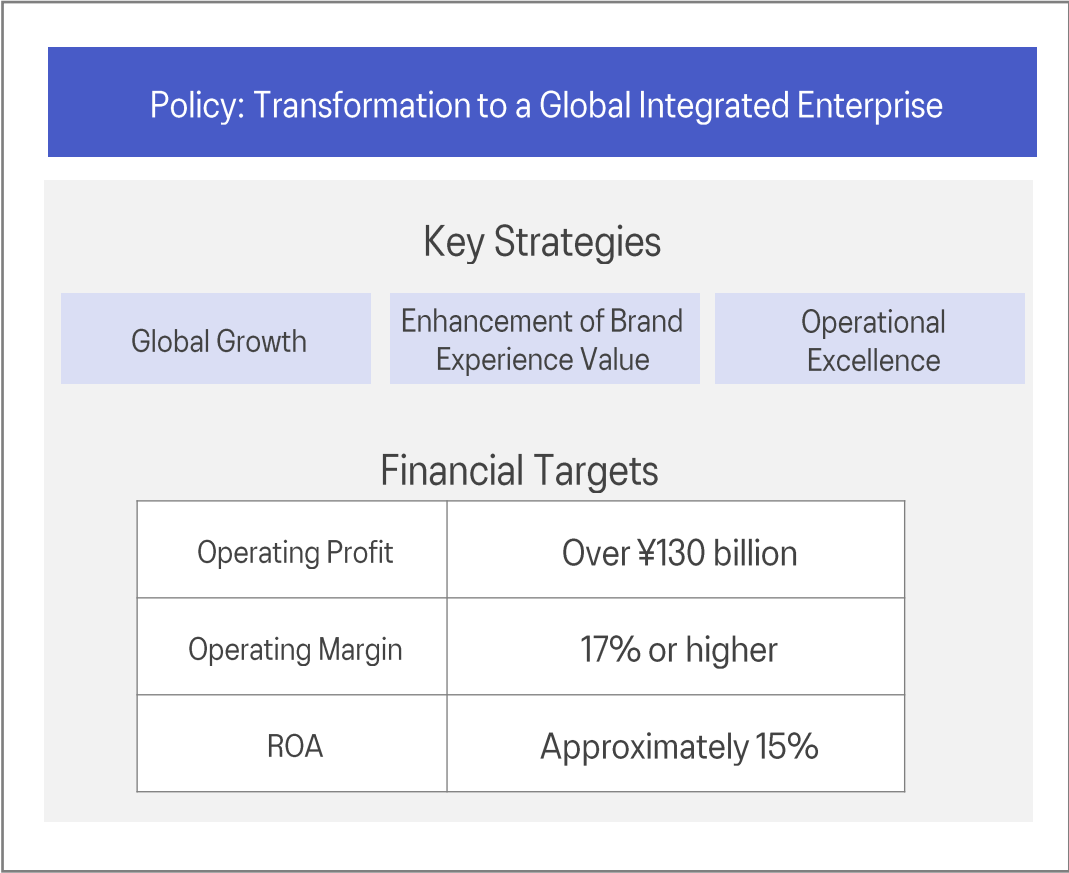 Policy: Transformation to a Global Integrated Enterprise
Key Strategies
Global Growth
Enhancement of Brand
Experience Value
Operational
Excellence
Financial Targets
Operating Profit
Over ¥130 billion
Operating Margin
17% or higher
ROA
Approximately 15%